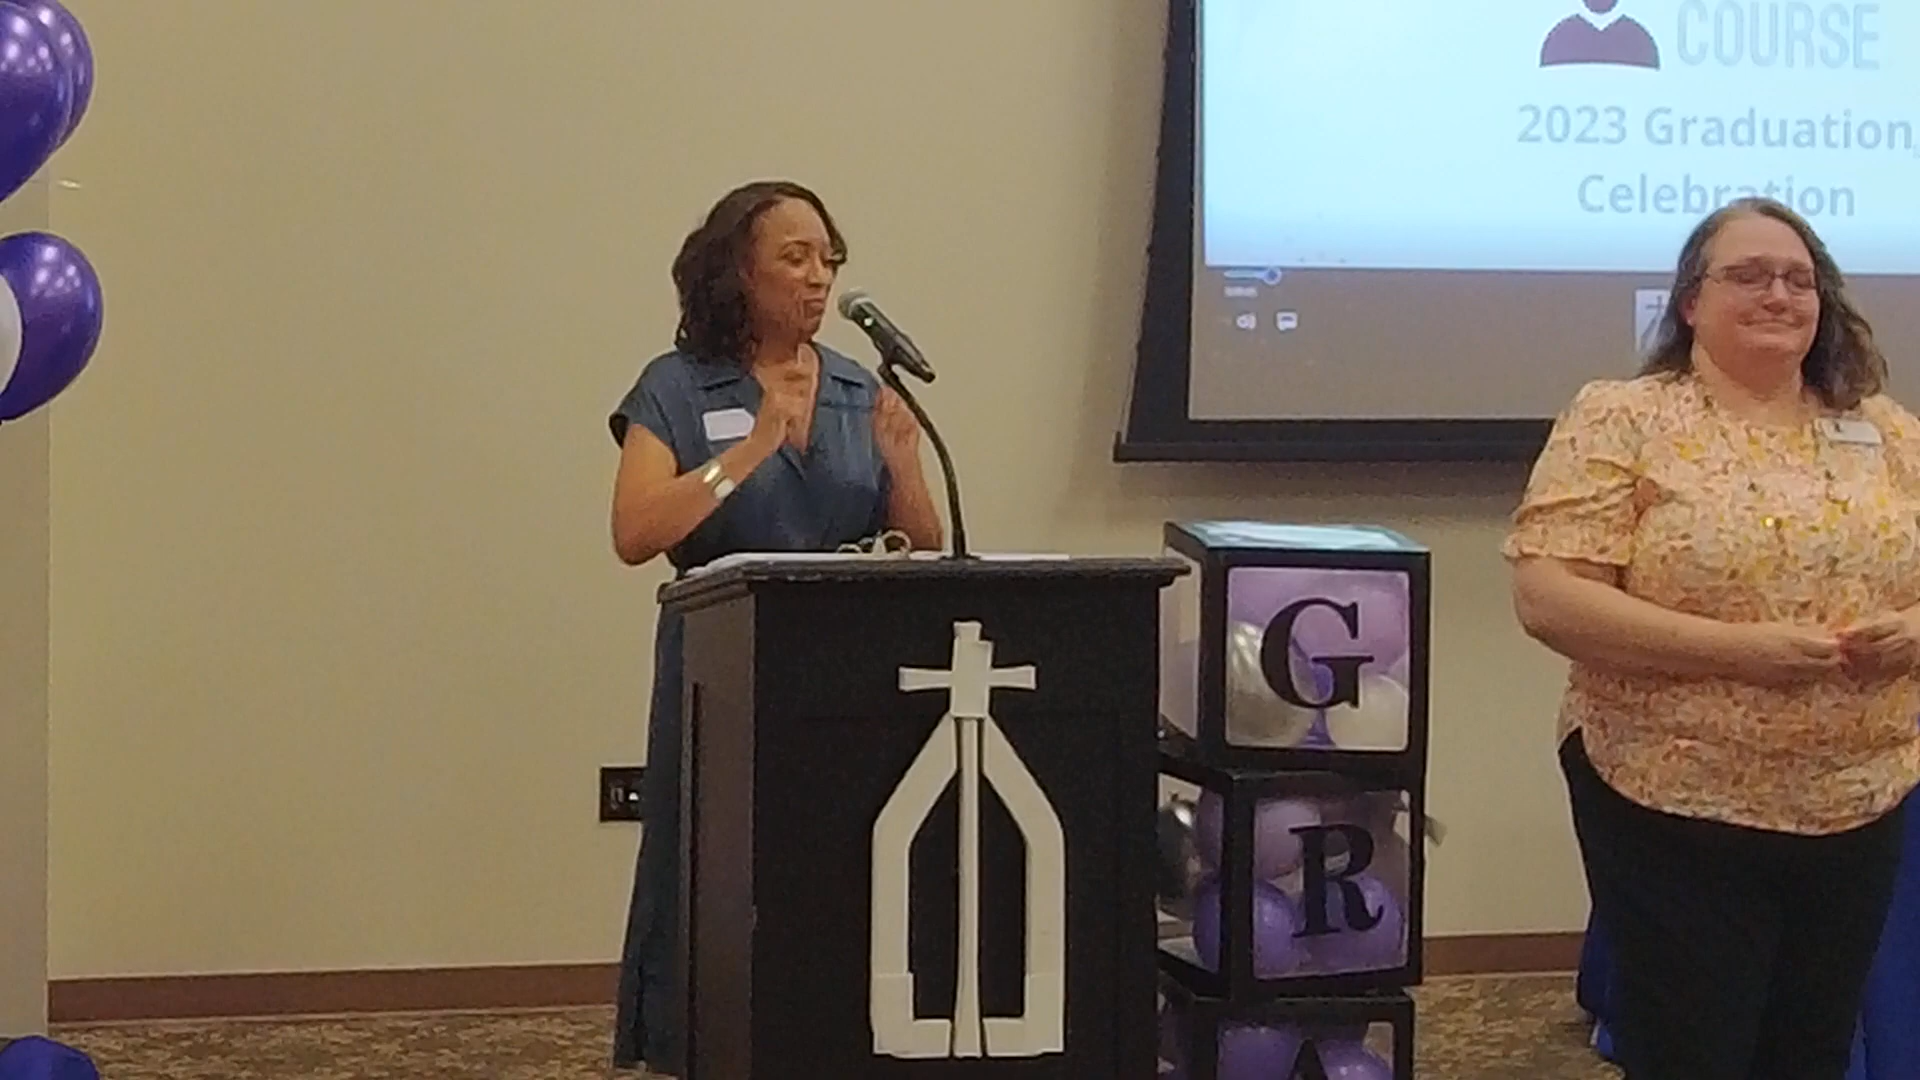 COURSE
2023 Graduation
Celebration
G
R
A